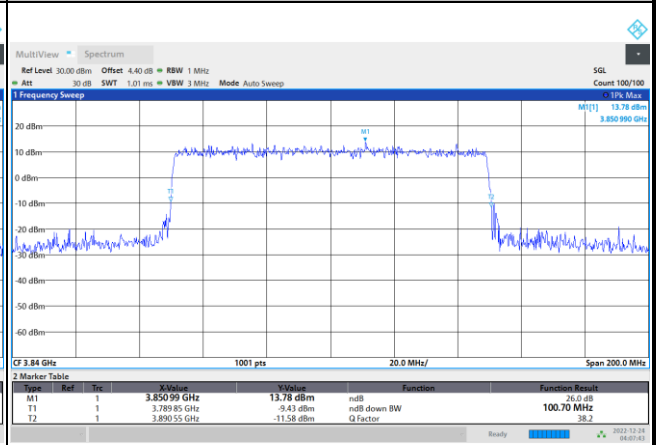 MultiView Spectrum
Ref Level 30.00 dBm Offset 4.40 dB RBW 1 MHz SGL
Att 30 dB SWT 1.01 ms VBW 3 MHz Mode Auto Sweep Count 100/100
1 Frequency Sweep 1Pk Max
M1[1] 13.78 dBm
3.850 990 GHz
M1
20 dBm
10 dBm
0 dBm
T1
T2
-10 dBm
-20 dBm
-30 dBm
-40 dBm
-50 dBm
-60 dBm
CF 3.84 GHz 1001 pts 20.0 MHz/ Span 200.0 MHz
2 Marker Table
Type Ref Trc X-Value Y-Value Function Function Result
M1 1 3.850 99 GHz 13.78 dBm ndB 26.0 dB
T1 1 3.789 85 GHz -9.43 dBm ndB down BW 100.70 MHz
T2 1 3.890 55 GHz -11.58 dBm Q Factor 38.2
Ready 2022-12-24
04:07:43